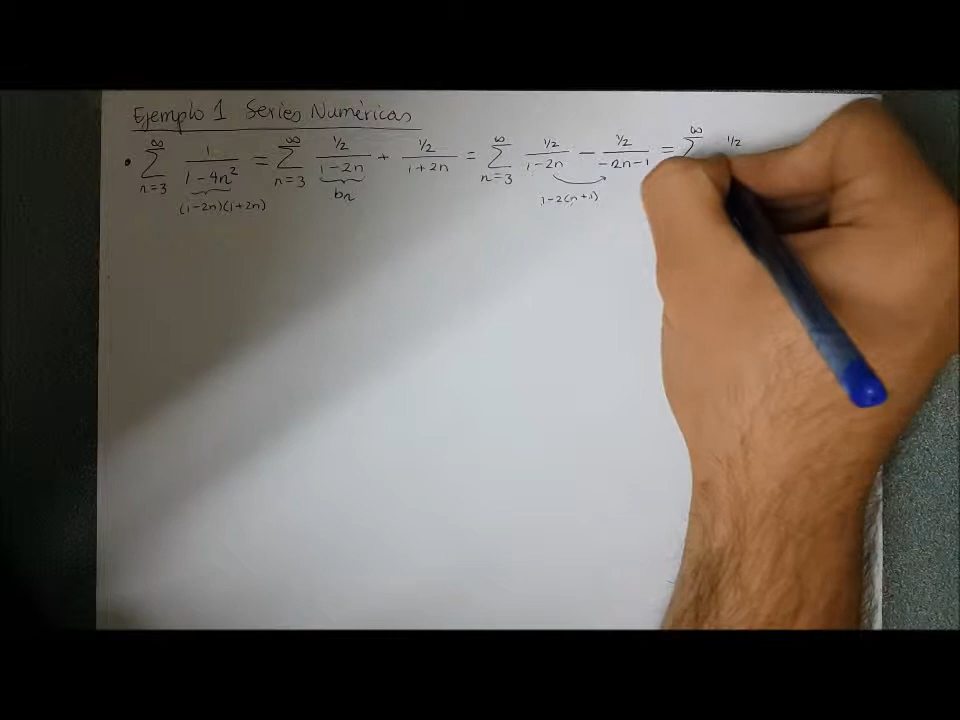 Ejemplo 1 Series Numéricas
• ∑_{n=3}^{∞} 1/(1-4n²) = ∑_{n=3}^{∞} (1/2)/(1-2n) + (1/2)/(1+2n) = ∑_{n=3}^{∞} (1/2)/(1-2n) - (1/2)/(-2n-1) = ∑^{∞} 1/2
(1-2n)(1+2n) bn 1-2(n+1)